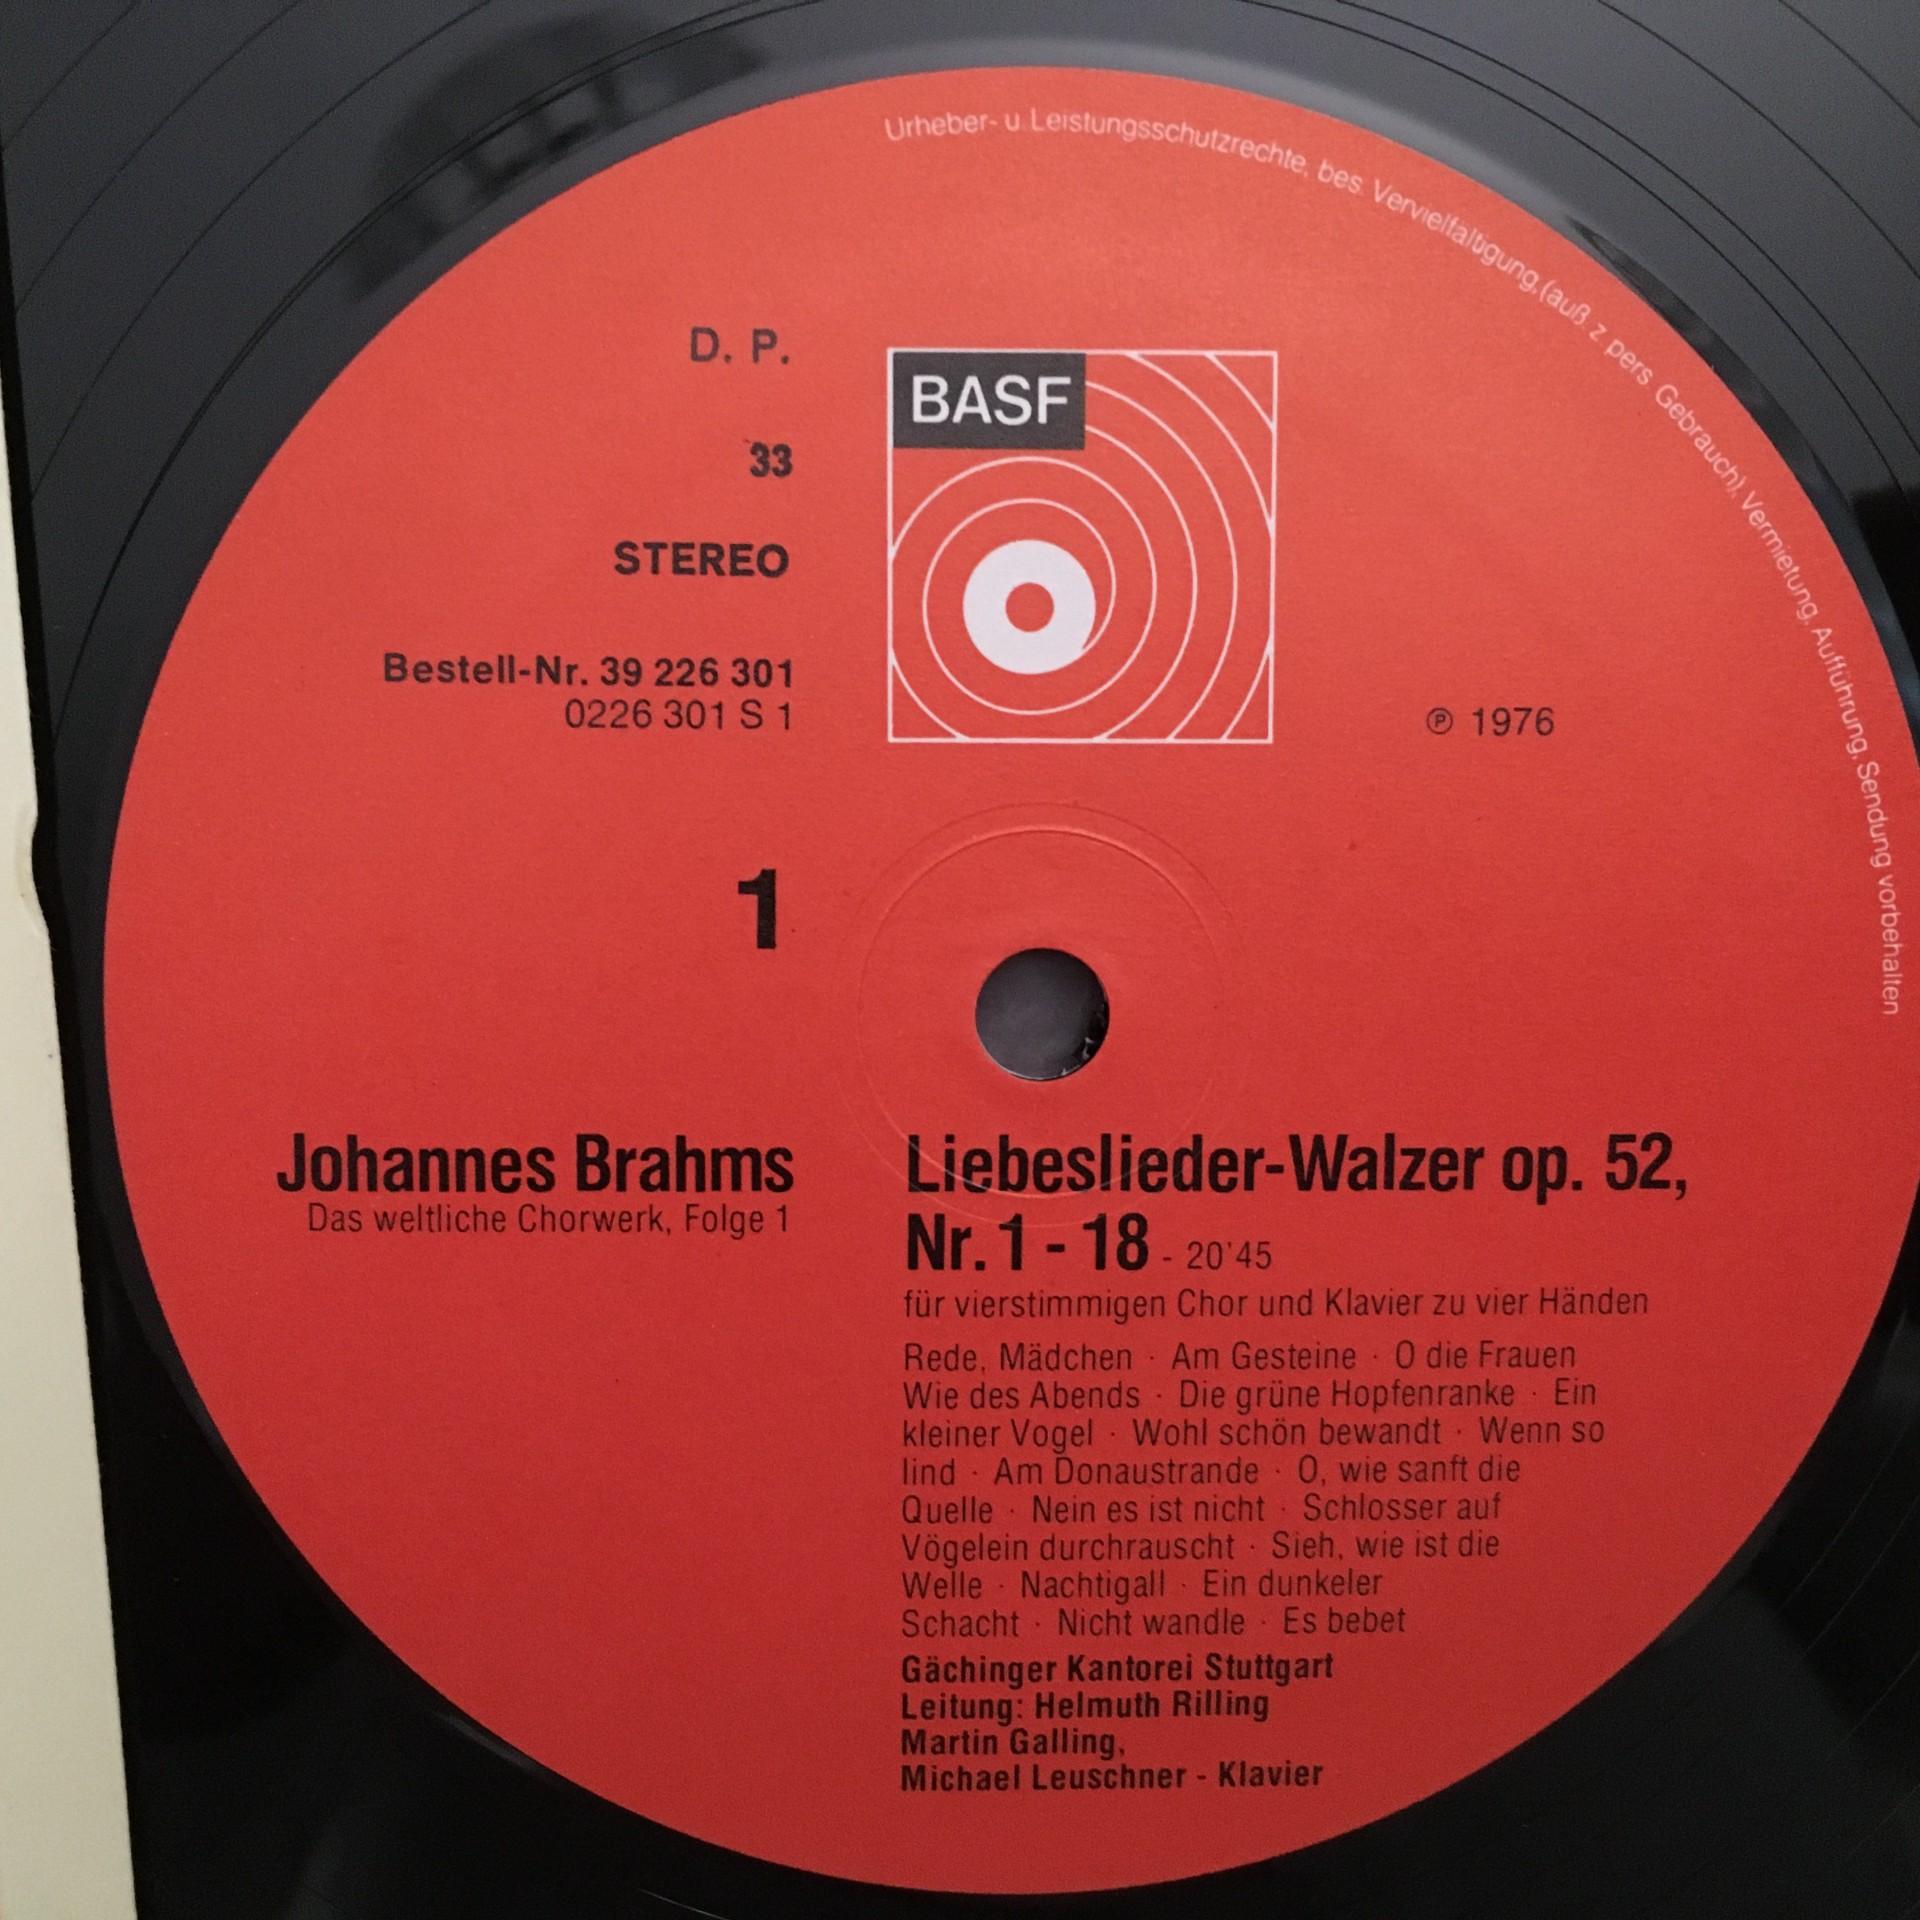 Urheber- u. Leistungsschutzrechte, bes. Vervielfältigung, (auß. z. pers. Gebrauch), Vermietung, Aufführung, Sendung vorbehalten
D. P.
BASF
33
STEREO
Bestell-Nr. 39 226 301
0226 301 S 1
℗ 1976
1
Johannes Brahms
Das weltliche Chorwerk, Folge 1
Liebeslieder-Walzer op. 52,
Nr. 1 - 18 - 20'45
für vierstimmigen Chor und Klavier zu vier Händen
Rede, Mädchen · Am Gesteine · O die Frauen
Wie des Abends · Die grüne Hopfenranke · Ein
kleiner Vogel · Wohl schön bewandt · Wenn so
lind · Am Donaustrande · O, wie sanft die
Quelle · Nein es ist nicht · Schlosser auf
Vögelein durchrauscht · Sieh, wie ist die
Welle · Nachtigall · Ein dunkeler
Schacht · Nicht wandle · Es bebet
Gächinger Kantorei Stuttgart
Leitung: Helmuth Rilling
Martin Galling,
Michael Leuschner - Klavier